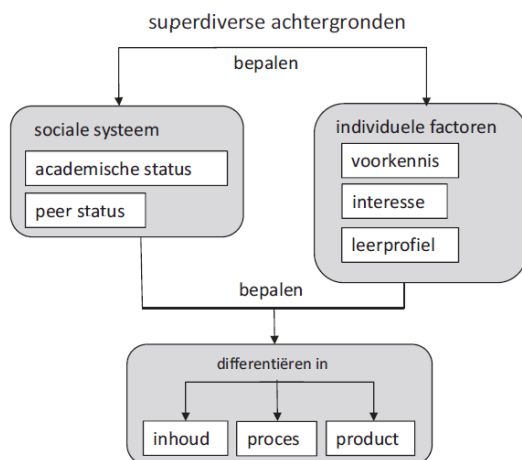 superdiverse achtergronden
bepalen
sociale systeem
academische status
peer status
individuele factoren
voorkennis
interesse
leerprofiel
bepalen
differentiëren in
inhoud
proces
product